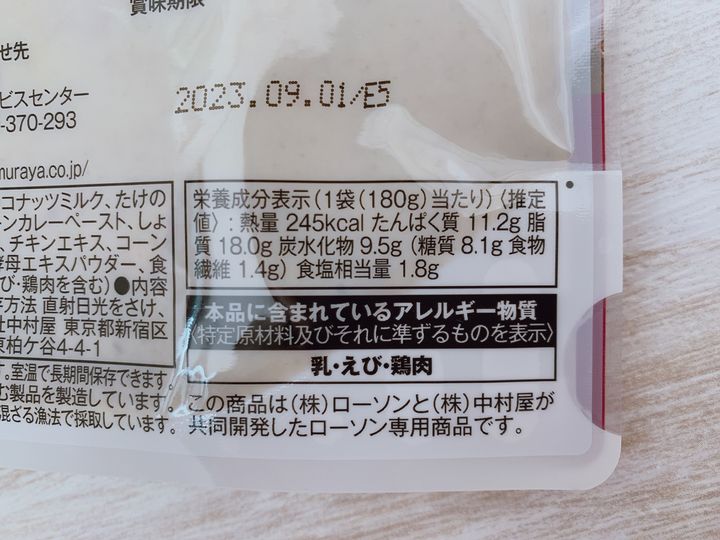 賞味期限
せ先
ビスセンター
-370-293
2023.09.01/E5
muraya.co.jp/
コナッツミルク、たけの
ンカレーペースト、しょ
、チキンエキス、コーン
酵母エキスパウダー、食
び・鶏肉を含む) ●内容
存方法 直射日光をさけ、
社中村屋 東京都新宿区
東柏ケ谷4-4-1
す。室温で長期間保存できます。
む製品を製造しています。
混ざる漁法で採取しています。
栄養成分表示(1袋(180g)当たり)〈推定
値〉: 熱量 245kcal たんぱく質 11.2g 脂
質 18.0g 炭水化物 9.5g (糖質 8.1g 食物
繊維 1.4g) 食塩相当量 1.8g
本品に含まれているアレルギー物質
〈特定原材料及びそれに準ずるものを表示〉
乳・えび・鶏肉
この商品は(株)ローソンと(株)中村屋が
共同開発したローソン専用商品です。